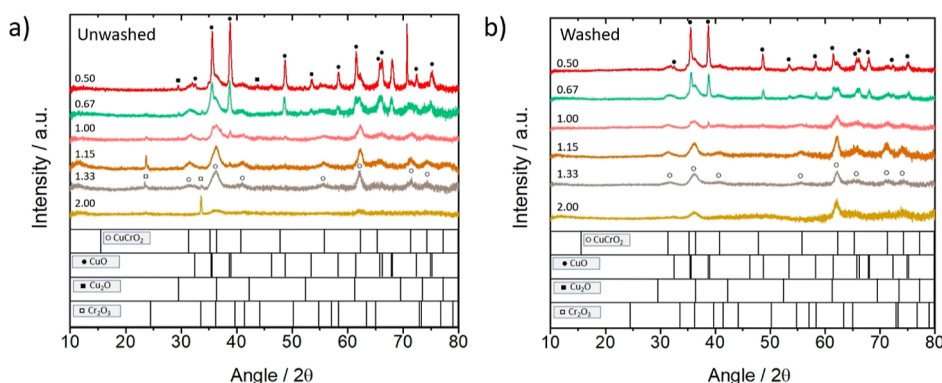 a)
Unwashed
0.50
0.67
1.00
1.15
1.33
2.00
Intensity / a.u.
CuCrO₂
CuO
Cu₂O
Cr₂O₃
10 20 30 40 50 60 70 80
Angle / 2θ
b)
Washed
0.50
0.67
1.00
1.15
1.33
2.00
Intensity / a.u.
CuCrO₂
CuO
Cu₂O
Cr₂O₃
10 20 30 40 50 60 70 80
Angle / 2θ